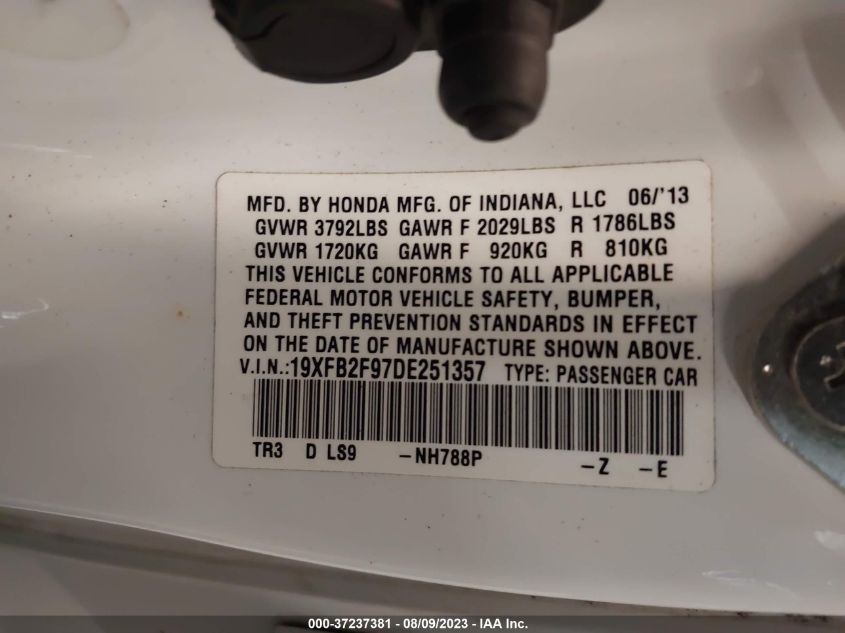 MFD. BY HONDA MFG. OF INDIANA, LLC 06/'13
GVWR 3792LBS GAWR F 2029LBS R 1786LBS
GVWR 1720KG GAWR F 920KG R 810KG
THIS VEHICLE CONFORMS TO ALL APPLICABLE
FEDERAL MOTOR VEHICLE SAFETY, BUMPER,
AND THEFT PREVENTION STANDARDS IN EFFECT
ON THE DATE OF MANUFACTURE SHOWN ABOVE.
V.I.N.:19XFB2F97DE251357 TYPE: PASSENGER CAR
TR3 D LS9 -NH788P -Z -E
000-37237381 - 08/09/2023 - IAA Inc.